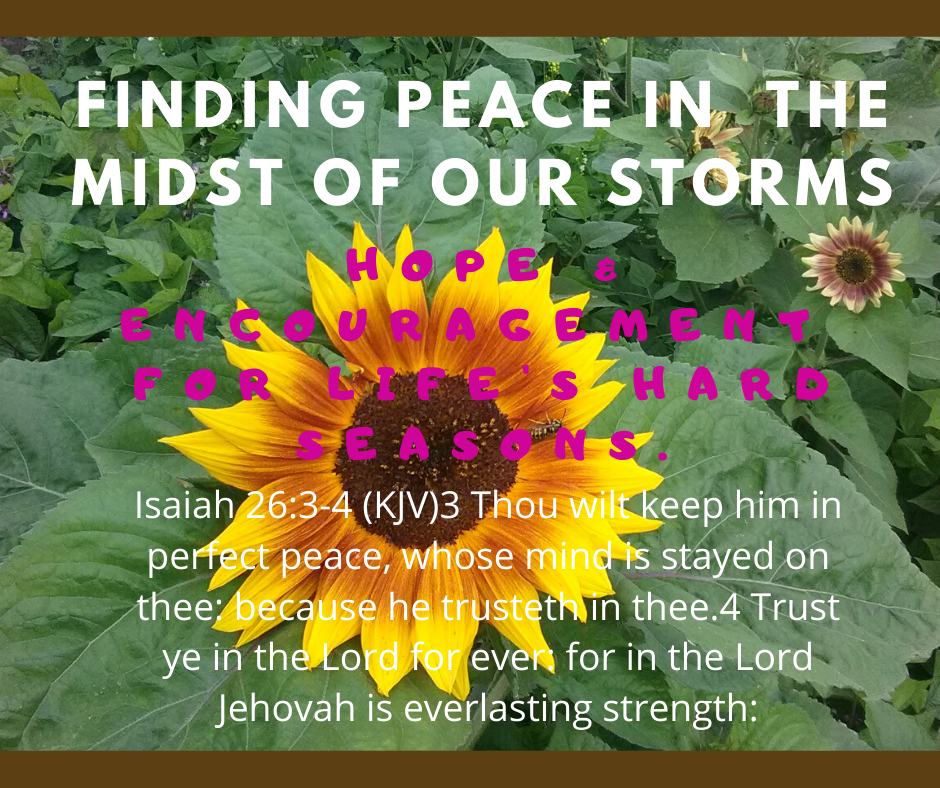 FINDING PEACE IN THE
MIDST OF OUR STORMS
HOPE &
ENCOURAGEMENT
FOR LIFE'S HARD
SEASONS.
Isaiah 26:3-4 (KJV)3 Thou wilt keep him in
perfect peace, whose mind is stayed on
thee: because he trusteth in thee.4 Trust
ye in the Lord for ever: for in the Lord
Jehovah is everlasting strength: